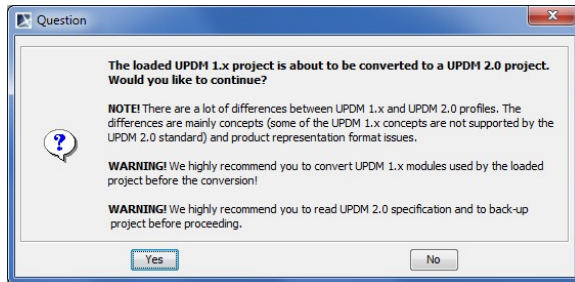 Question
The loaded UPDM 1.x project is about to be converted to a UPDM 2.0 project.
Would you like to continue?
NOTE! There are a lot of differences between UPDM 1.x and UPDM 2.0 profiles. The
differences are mainly concepts (some of the UPDM 1.x concepts are not supported by the
UPDM 2.0 standard) and product representation format issues.
WARNING! We highly recommend you to convert UPDM 1.x modules used by the loaded
project before the conversion!
WARNING! We highly recommend you to read UPDM 2.0 specification and to back-up
project before proceeding.
Yes No